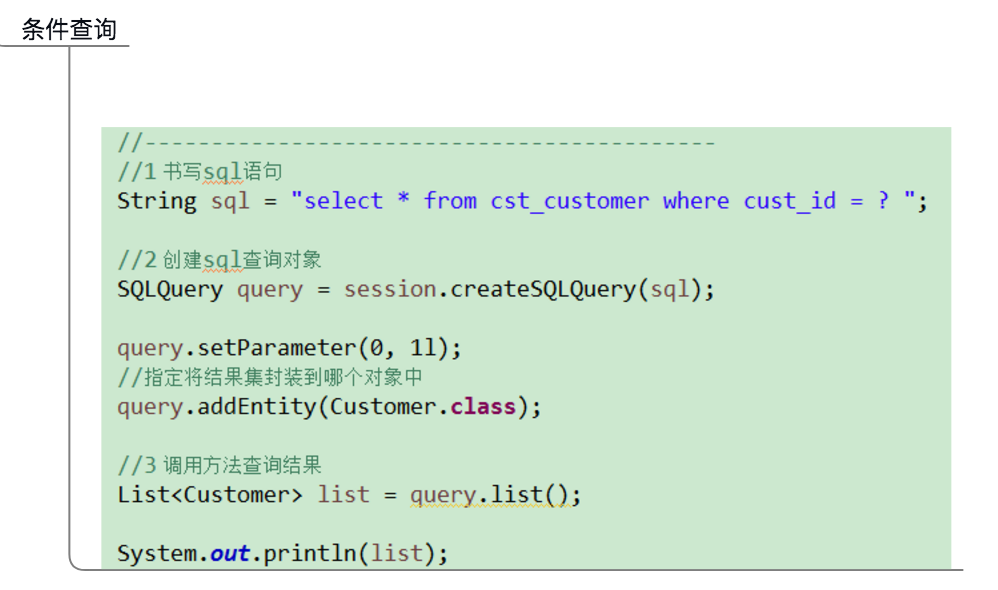 条件查询
//-------------------------------------------
//1 书写sql语句
String sql = "select * from cst_customer where cust_id = ? ";
//2 创建sql查询对象
SQLQuery query = session.createSQLQuery(sql);
query.setParameter(0, 1l);
//指定将结果集封装到哪个对象中
query.addEntity(Customer.class);
//3 调用方法查询结果
List<Customer> list = query.list();
System.out.println(list);